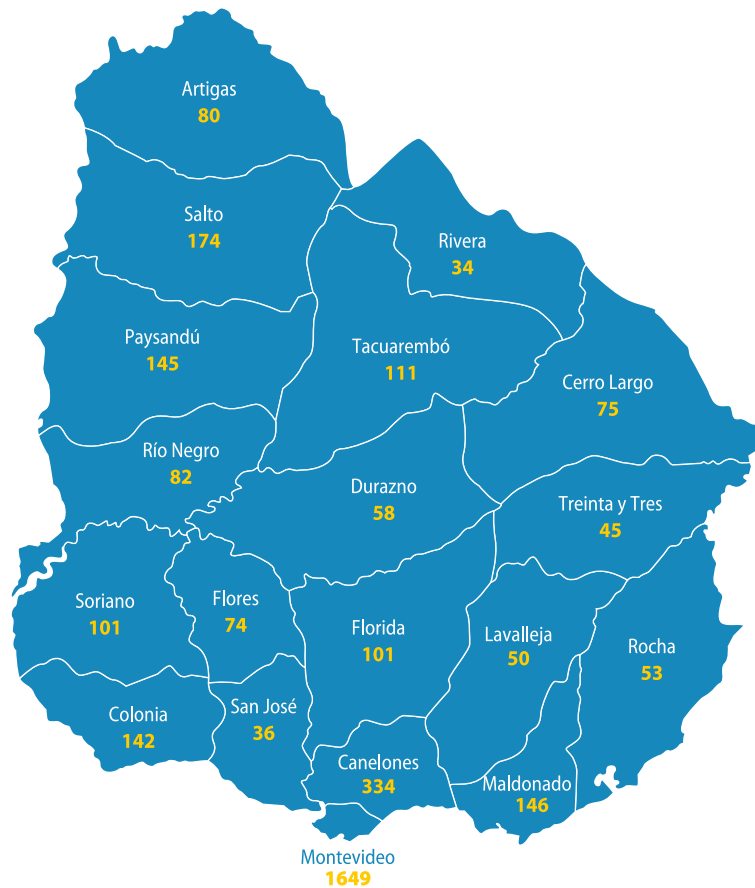 Artigas
80
Salto
174
Rivera
34
Paysandú
145
Tacuarembó
111
Cerro Largo
75
Río Negro
82
Durazno
58
Treinta y Tres
45
Soriano
101
Flores
74
Florida
101
Lavalleja
50
Rocha
53
Colonia
142
San José
36
Canelones
334
Maldonado
146
Montevideo
1649